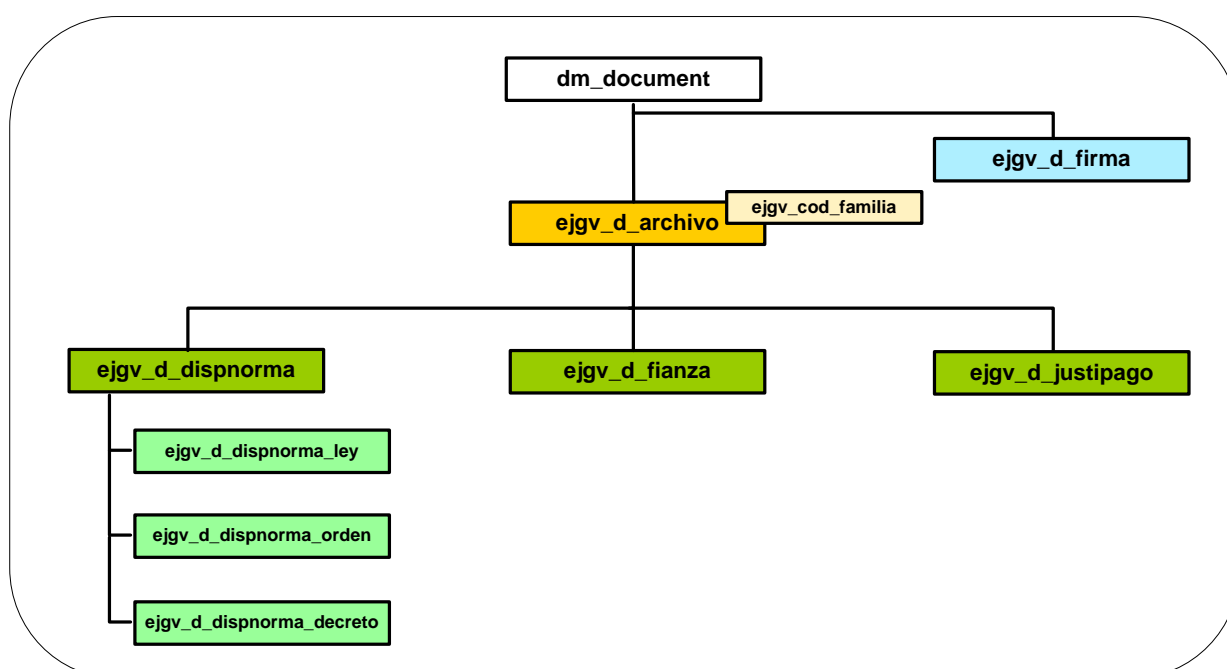 dm_document
ejgv_d_firma
ejgv_cod_familia
ejgv_d_archivo
ejgv_d_dispnorma
ejgv_d_fianza
ejgv_d_justipago
ejgv_d_dispnorma_ley
ejgv_d_dispnorma_orden
ejgv_d_dispnorma_decreto